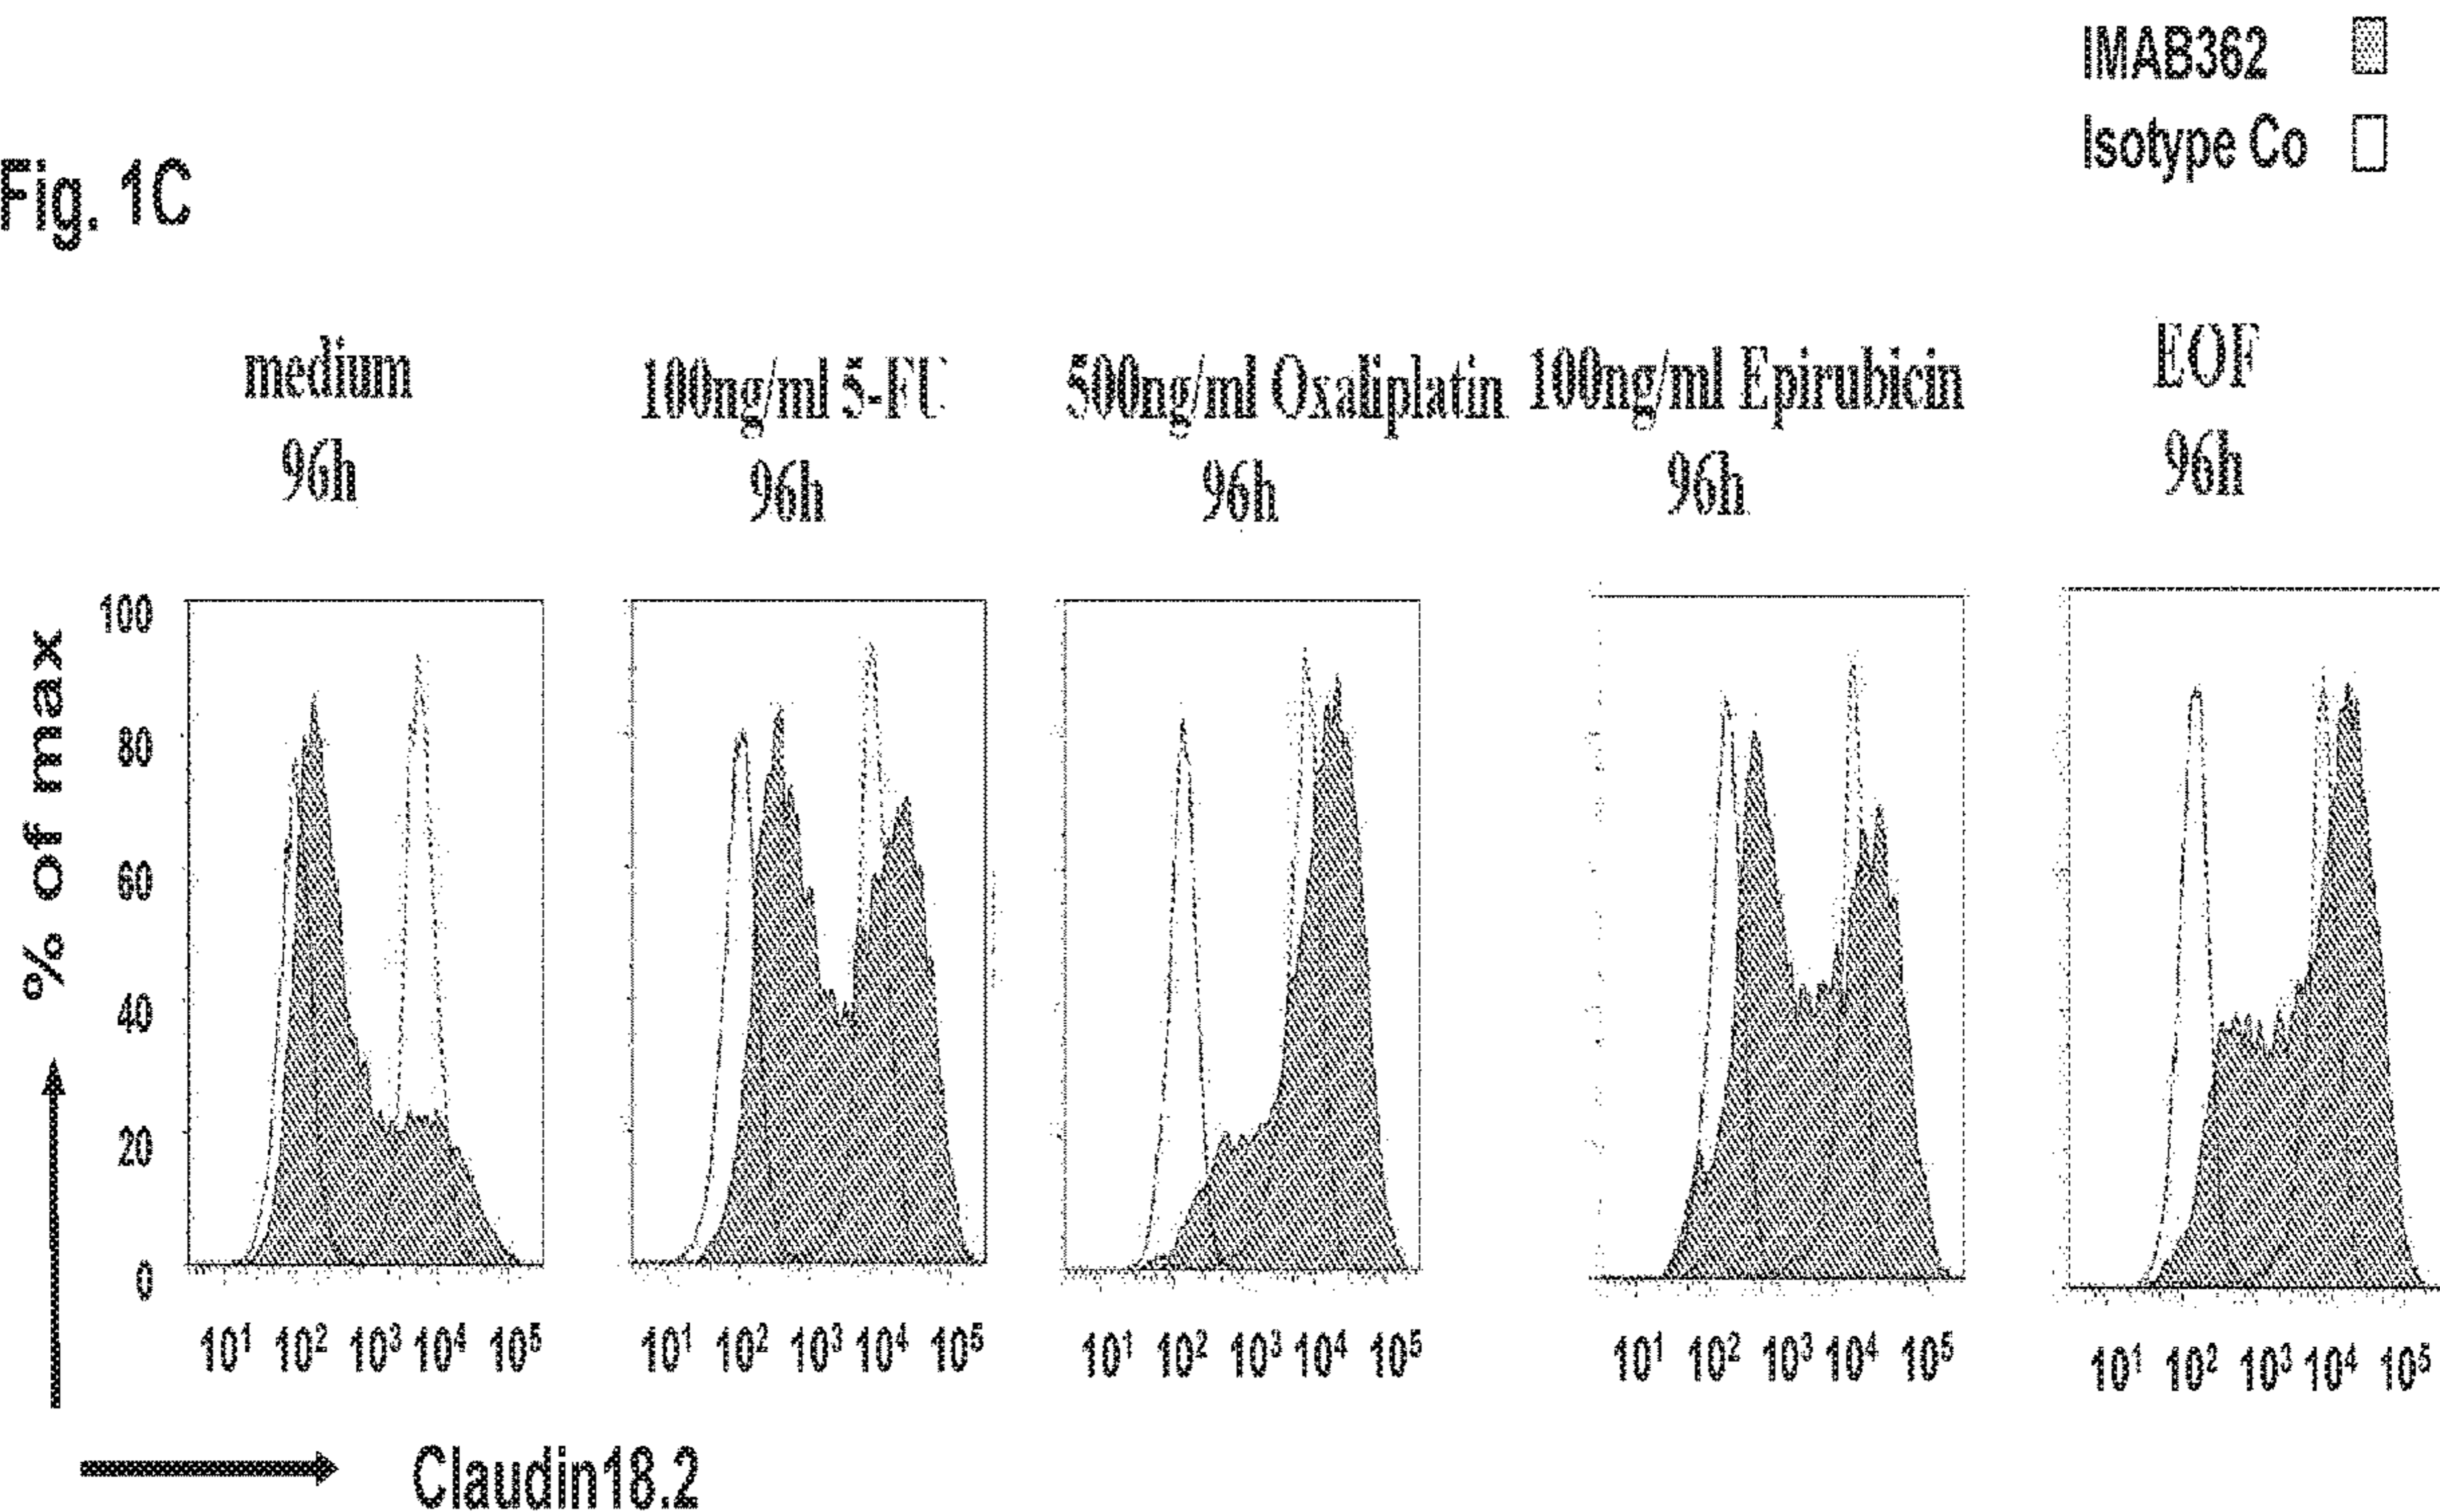 IMAB362
Isotype Co
Fig. 1C
medium
96h
100ng/ml 5-FU
96h
500ng/ml Oxaliplatin
96h
100ng/ml Epirubicin
96h
EOF
96h
% of max
100
80
60
40
20
0
10¹ 10² 10³ 10⁴ 10⁵
10¹ 10² 10³ 10⁴ 10⁵
10¹ 10² 10³ 10⁴ 10⁵
10¹ 10² 10³ 10⁴ 10⁵
10¹ 10² 10³ 10⁴ 10⁵
Claudin18.2